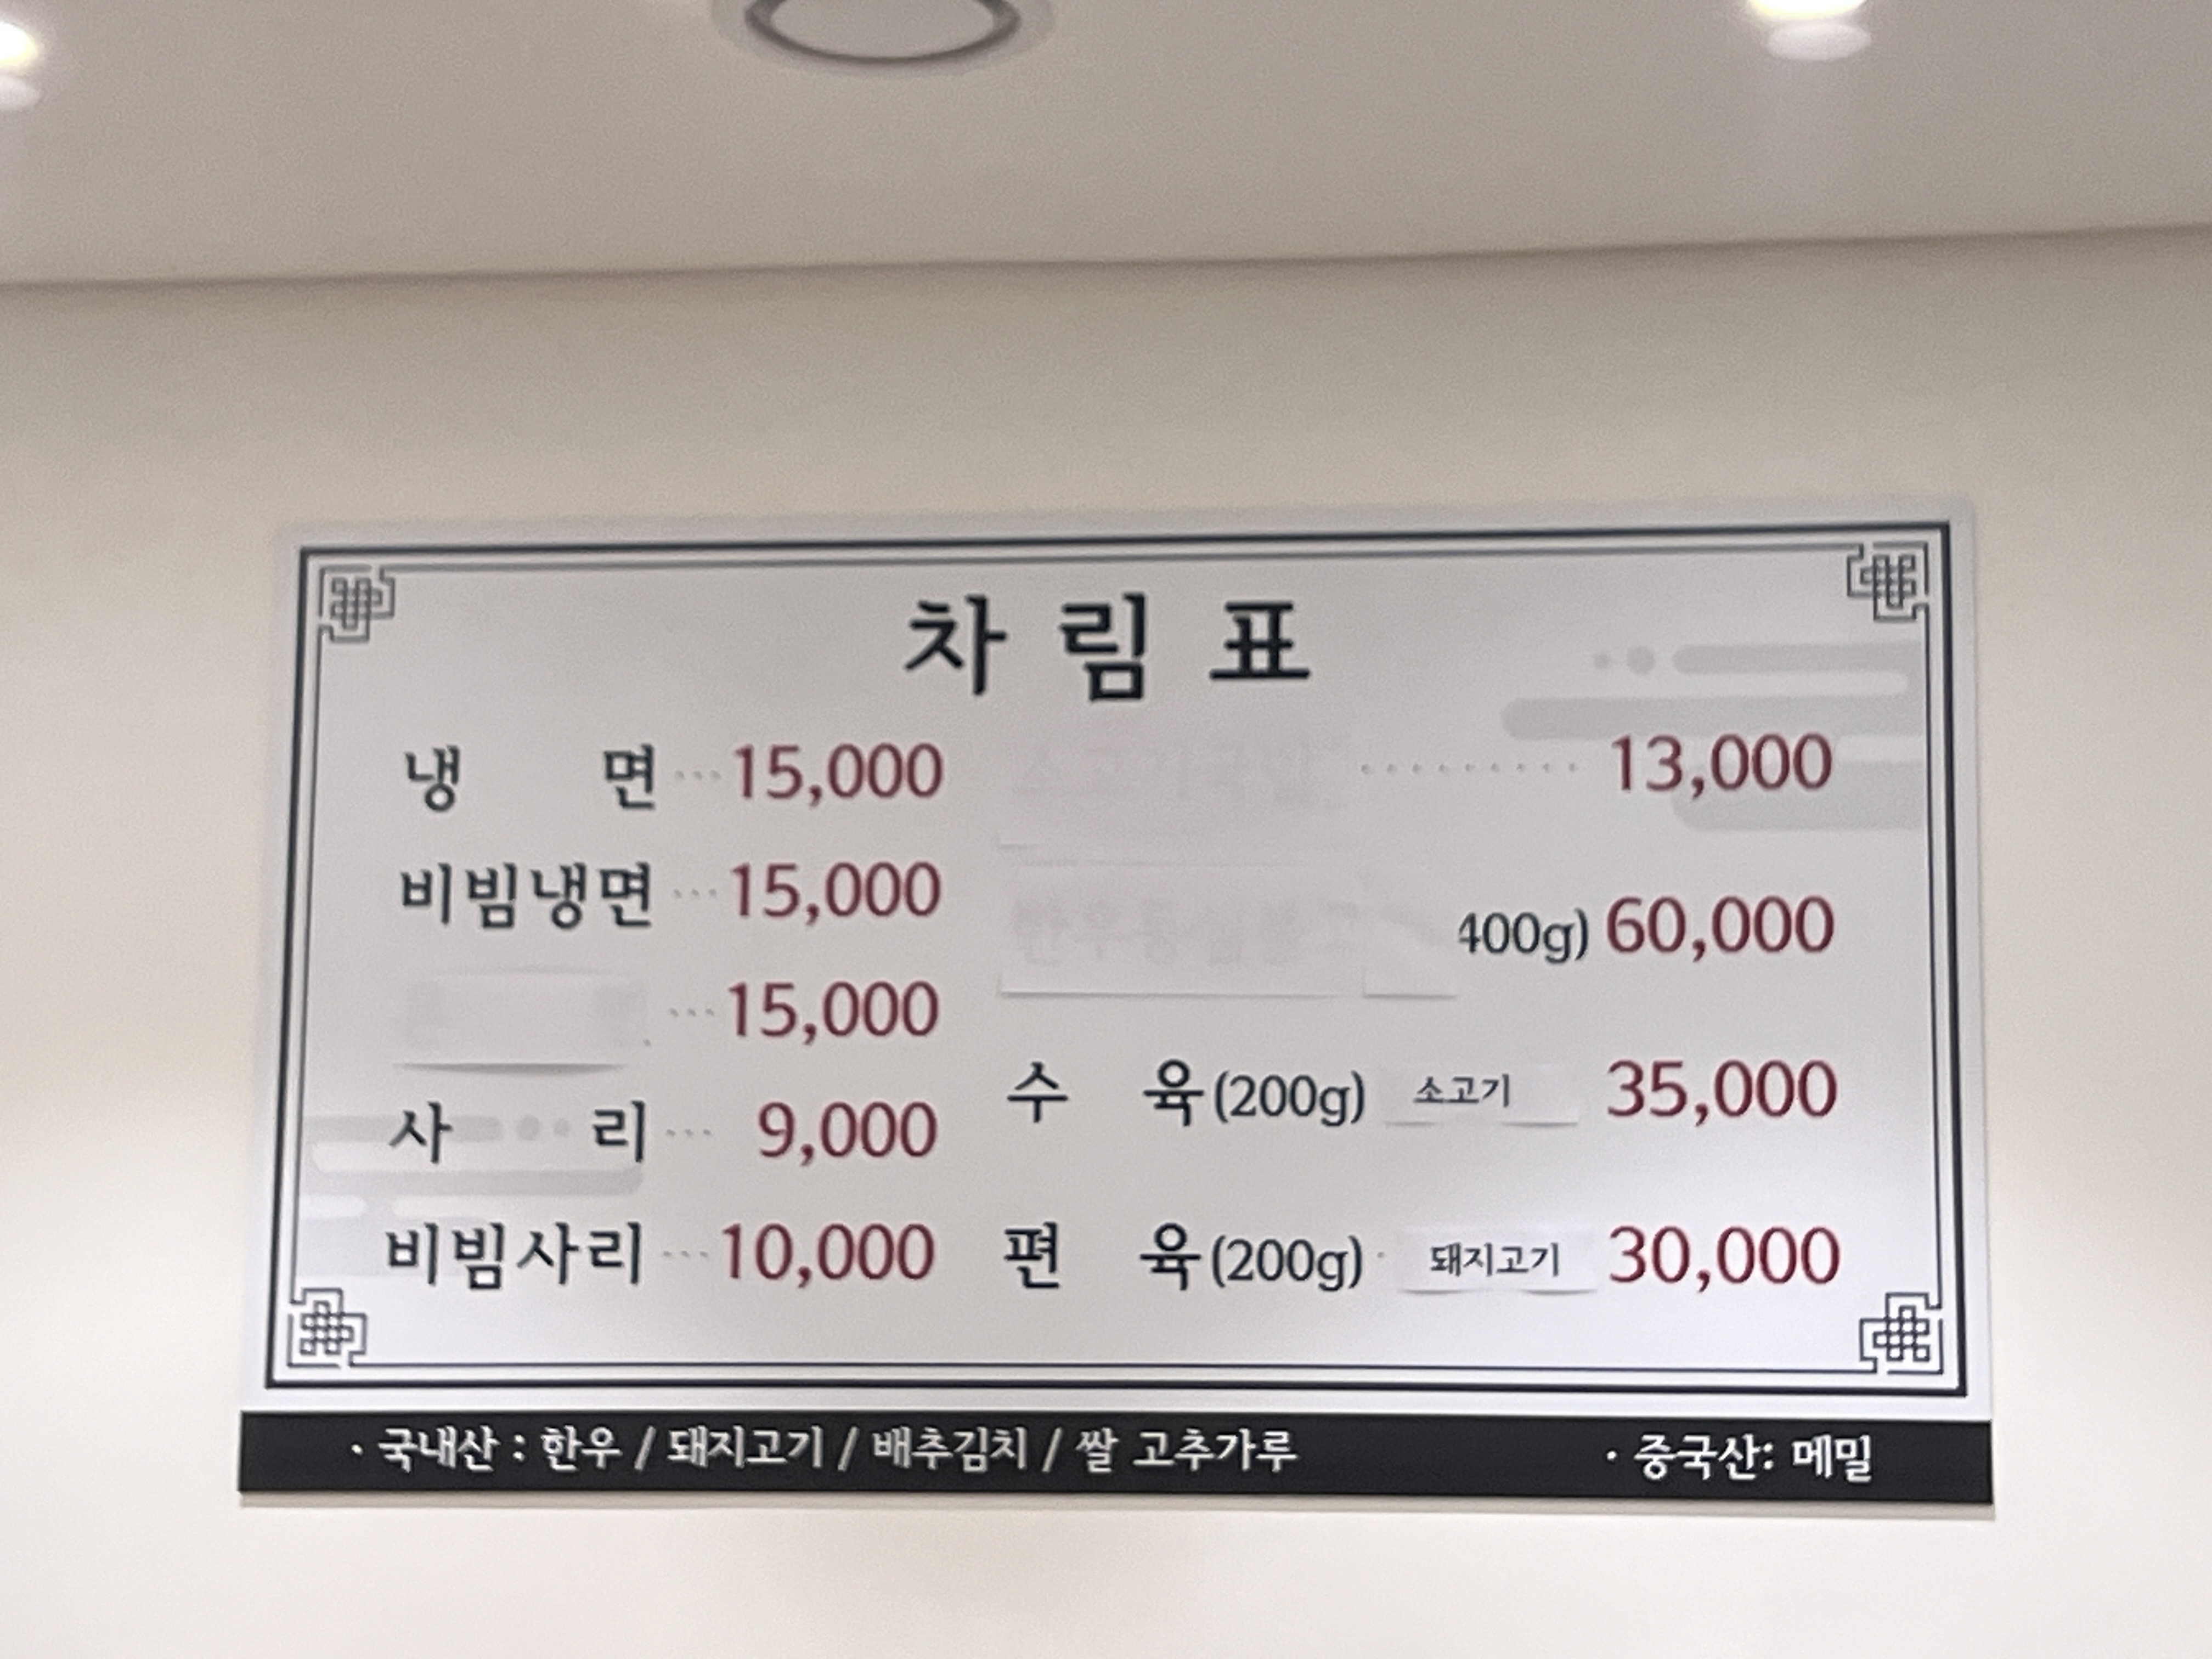 차림표
냉 면 ··· 15,000
비빔냉면 ··· 15,000
··· 15,000
사 리 ··· 9,000
비빔사리 ··· 10,000
········· 13,000
400g) 60,000
수 육(200g) 소고기 35,000
편 육(200g)· 돼지고기 30,000
· 국내산 : 한우 / 돼지고기 / 배추김치 / 쌀 고추가루
· 중국산: 메밀